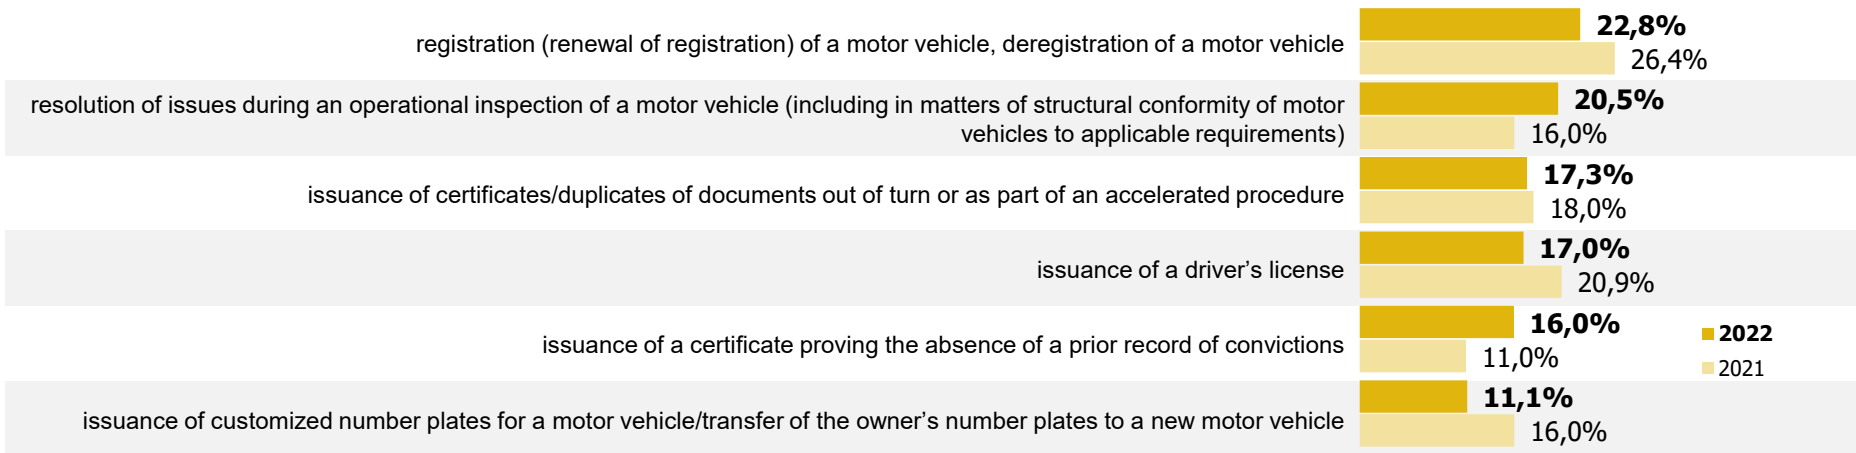 registration (renewal of registration) of a motor vehicle, deregistration of a motor vehicle
22,8%
26,4%
resolution of issues during an operational inspection of a motor vehicle (including in matters of structural conformity of motor
vehicles to applicable requirements)
20,5%
16,0%
issuance of certificates/duplicates of documents out of turn or as part of an accelerated procedure
17,3%
18,0%
issuance of a driver’s license
17,0%
20,9%
issuance of a certificate proving the absence of a prior record of convictions
16,0%
11,0%
2022
2021
issuance of customized number plates for a motor vehicle/transfer of the owner’s number plates to a new motor vehicle
11,1%
16,0%